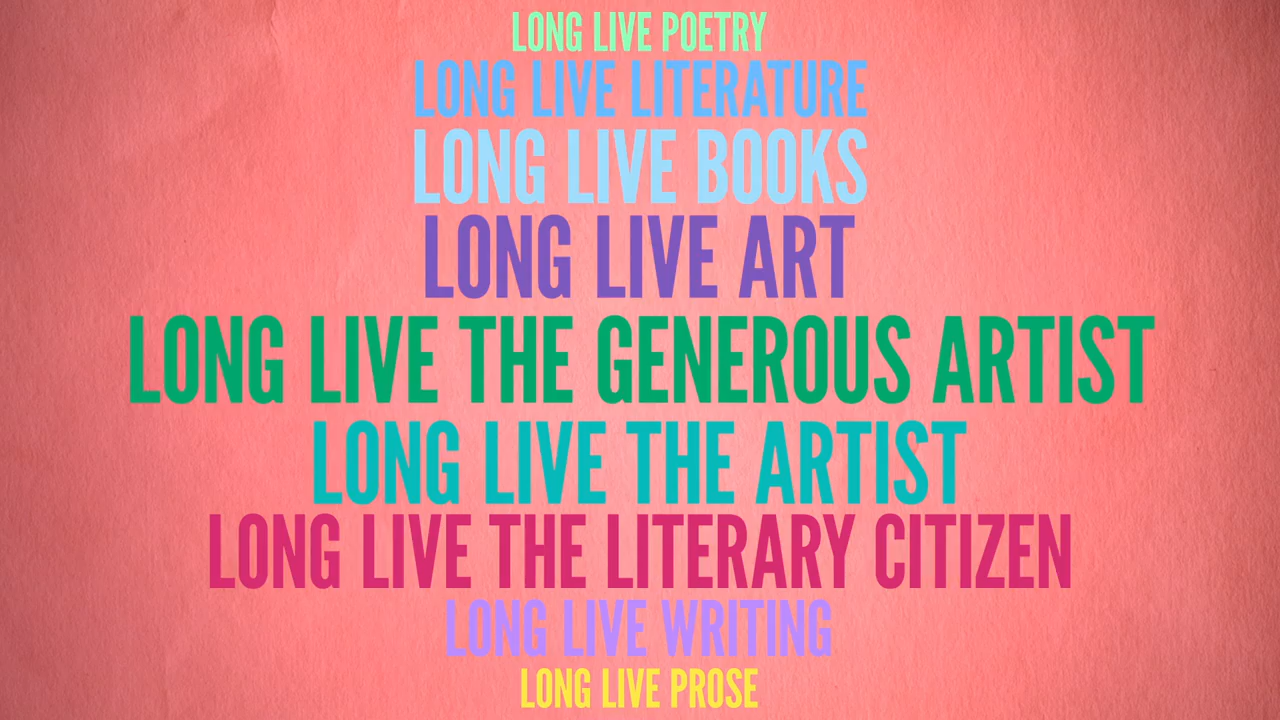 LONG LIVE POETRY
LONG LIVE LITERATURE
LONG LIVE BOOKS
LONG LIVE ART
LONG LIVE THE GENEROUS ARTIST
LONG LIVE THE ARTIST
LONG LIVE THE LITERARY CITIZEN
LONG LIVE WRITING
LONG LIVE PROSE